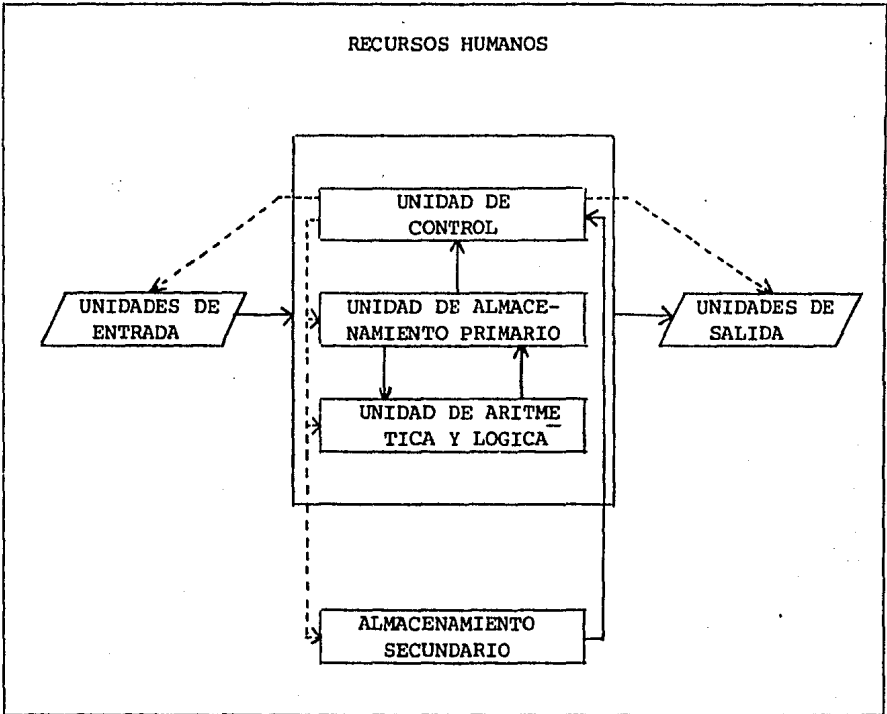 RECURSOS HUMANOS
UNIDAD DE
CONTROL
UNIDADES DE
ENTRADA
UNIDAD DE ALMACE-
NAMIENTO PRIMARIO
UNIDADES DE
SALIDA
UNIDAD DE ARITME
TICA Y LOGICA
ALMACENAMIENTO
SECUNDARIO